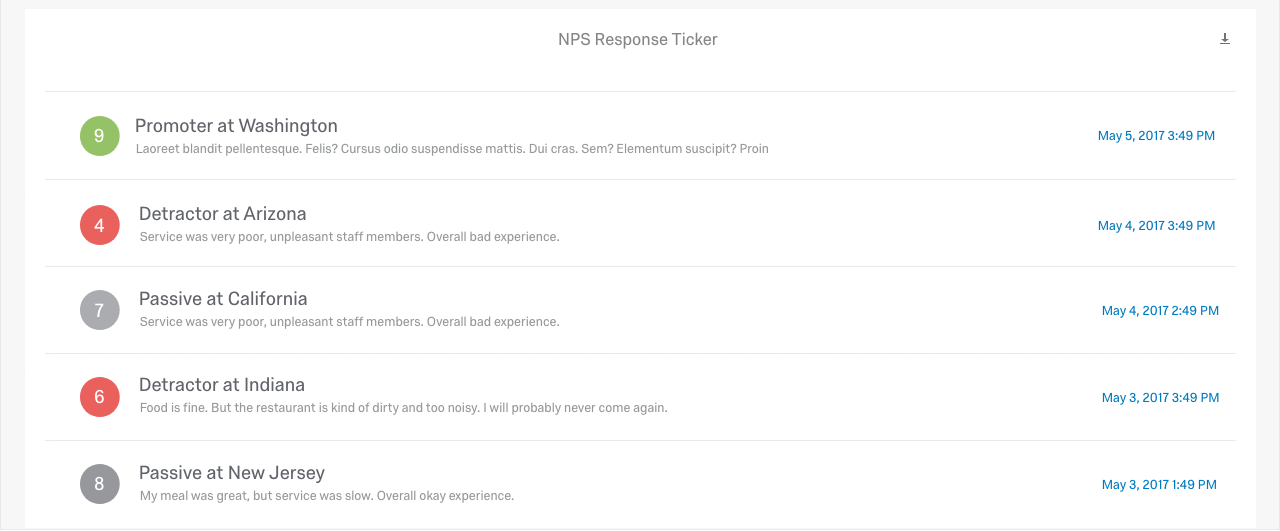 NPS Response Ticker
9
Promoter at Washington
Laoreet blandit pellentesque. Felis? Cursus odio suspendisse mattis. Dui cras. Sem? Elementum suscipit? Proin
May 5, 2017 3:49 PM
4
Detractor at Arizona
Service was very poor, unpleasant staff members. Overall bad experience.
May 4, 2017 3:49 PM
7
Passive at California
Service was very poor, unpleasant staff members. Overall bad experience.
May 4, 2017 2:49 PM
6
Detractor at Indiana
Food is fine. But the restaurant is kind of dirty and too noisy. I will probably never come again.
May 3, 2017 3:49 PM
8
Passive at New Jersey
My meal was great, but service was slow. Overall okay experience.
May 3, 2017 1:49 PM